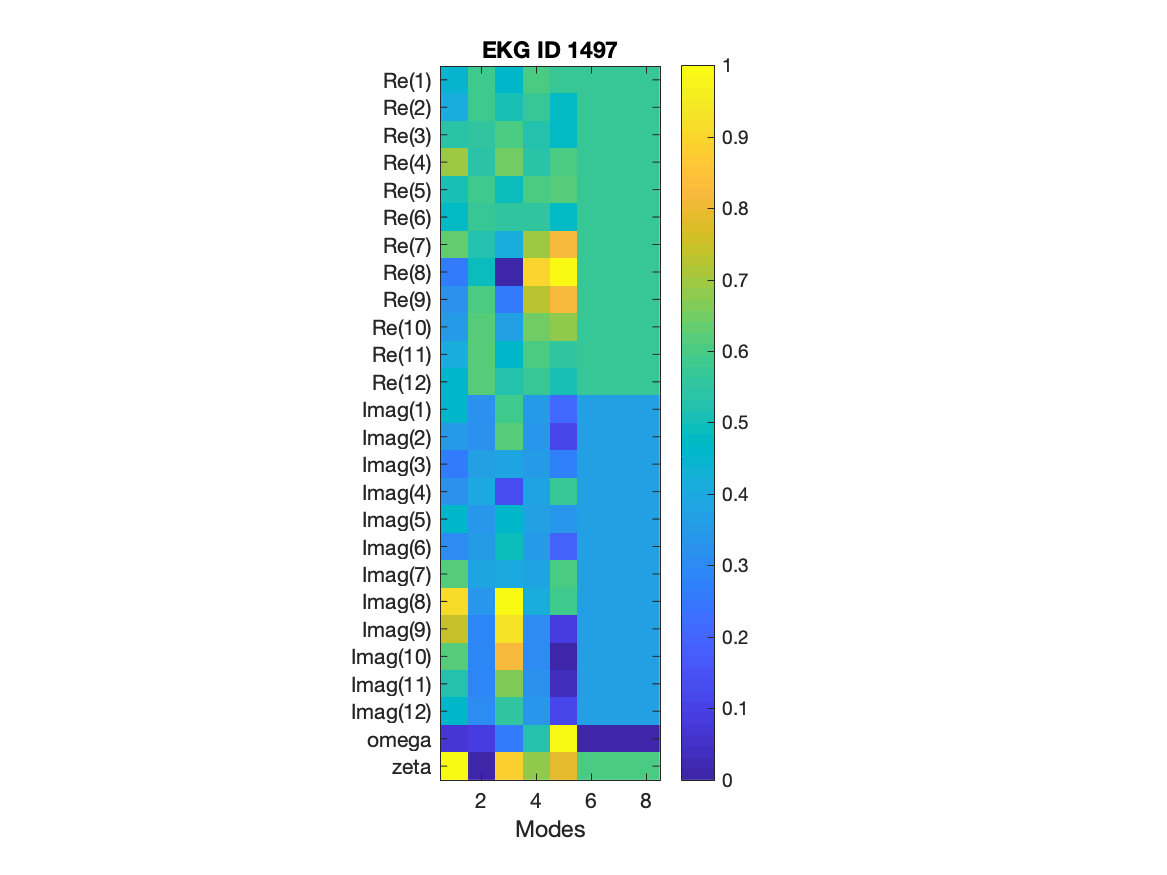 EKG ID 1497
Re(1)
Re(2)
Re(3)
Re(4)
Re(5)
Re(6)
Re(7)
Re(8)
Re(9)
Re(10)
Re(11)
Re(12)
Imag(1)
Imag(2)
Imag(3)
Imag(4)
Imag(5)
Imag(6)
Imag(7)
Imag(8)
Imag(9)
Imag(10)
Imag(11)
Imag(12)
omega
zeta
2 4 6 8
Modes
1
0.9
0.8
0.7
0.6
0.5
0.4
0.3
0.2
0.1
0